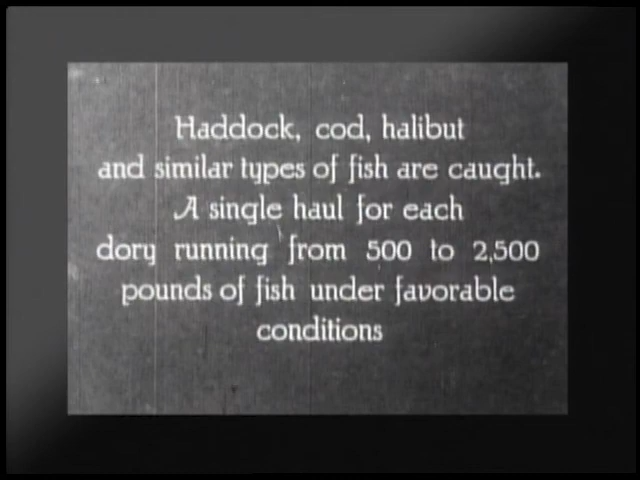 Haddock, cod, halibut
and similar types of fish are caught.
A single haul for each
dory running from 500 to 2,500
pounds of fish under favorable
conditions